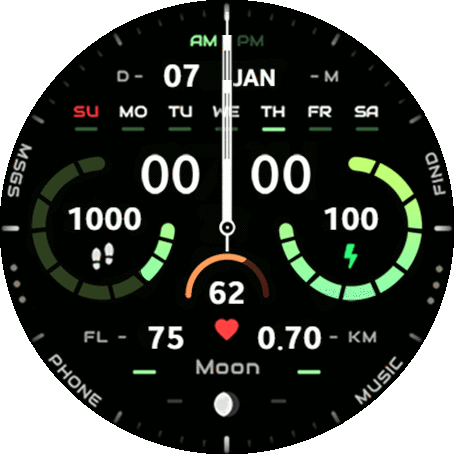 AM PM
D - 07 JAN - M
SU MO TU WE TH FR SA
00 00
MSGS
FIND
1000
100
62
FL - 75
0.70 - KM
Moon
PHONE
MUSIC